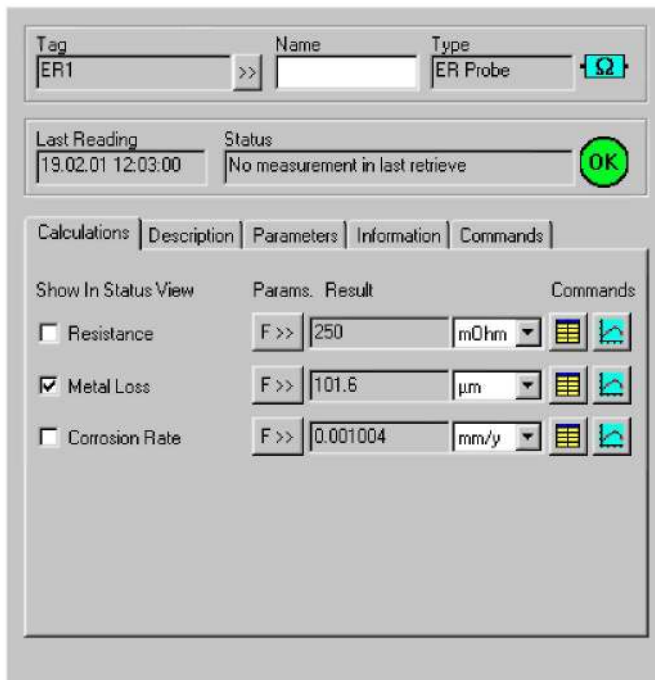 Tag Name Type
ER1 >> ER Probe Ω
Last Reading Status
19.02.01 12:03:00 No measurement in last retrieve OK
Calculations Description Parameters Information Commands
Show In Status View Params. Result Commands
Resistance F >> 250 mOhm
Metal Loss F >> 101.6 μm
Corrosion Rate F >> 0.001004 mm/y